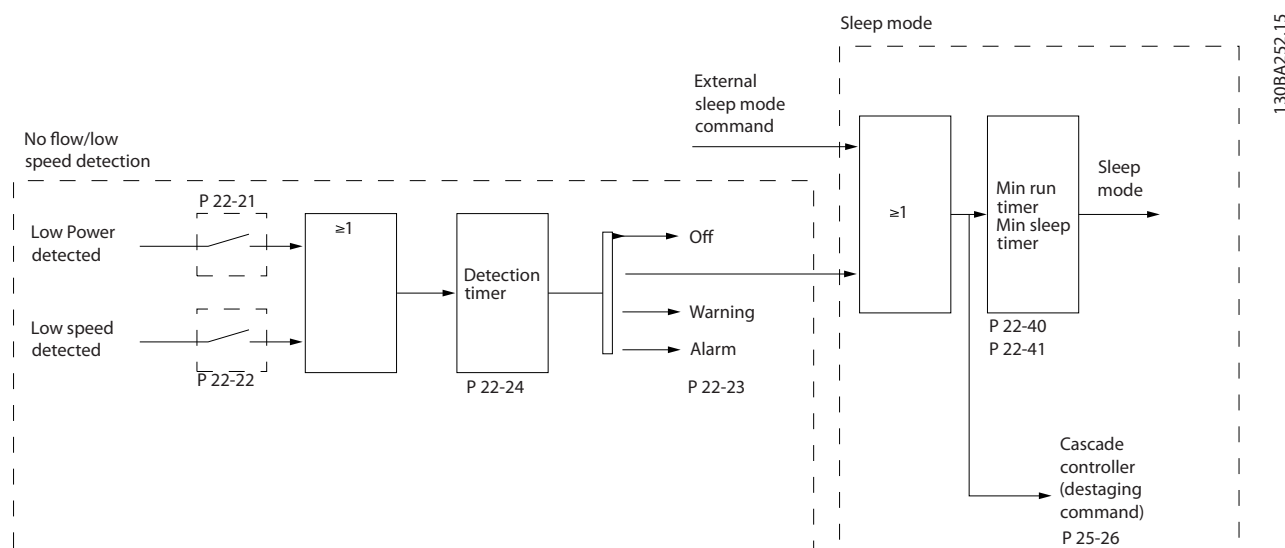 Sleep mode
130BA252.15
External
sleep mode
command
No flow/low
speed detection
P 22-21
Low Power
detected
≥1
Detection
timer
Off
Warning
Alarm
Low speed
detected
P 22-22
P 22-24
P 22-23
≥1
Min run
timer
Min sleep
timer
Sleep
mode
P 22-40
P 22-41
Cascade
controller
(destaging
command)
P 25-26